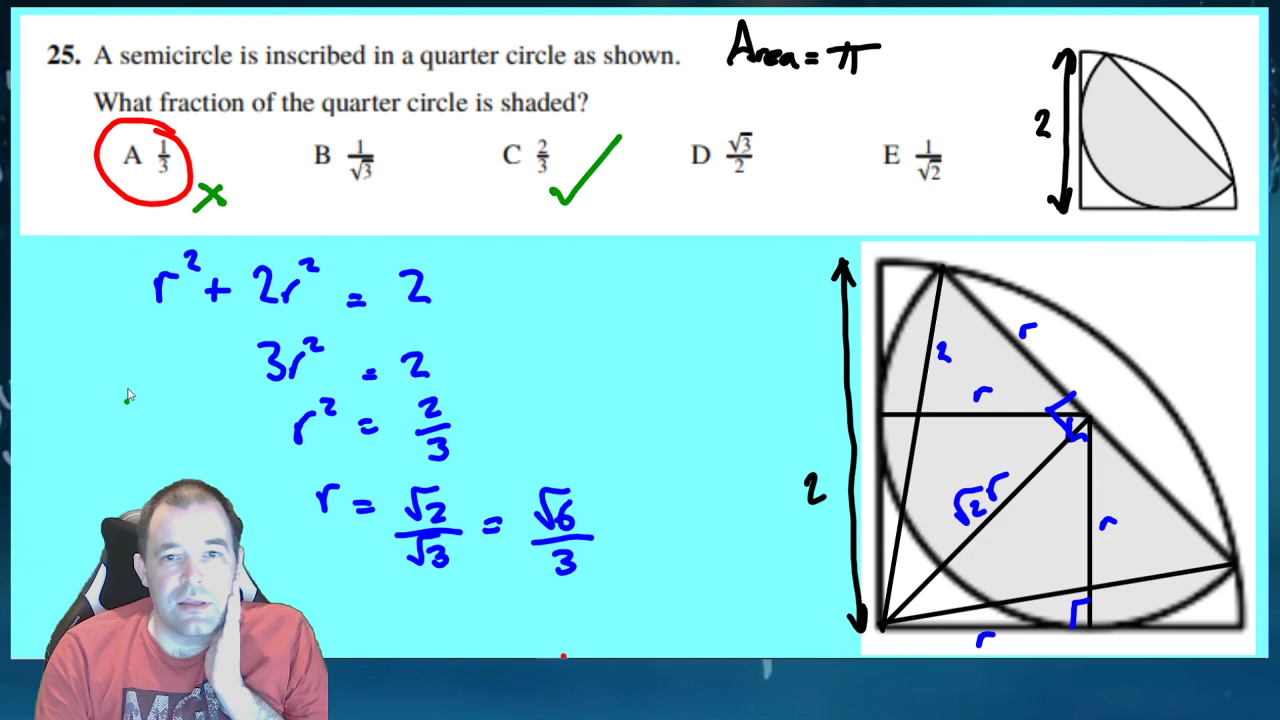 25. A semicircle is inscribed in a quarter circle as shown.
Area = π
What fraction of the quarter circle is shaded?
A 1/3 B 1/√3 C 2/3 D √3/2 E 1/√2
2
r² + 2r² = 2
3r² = 2
r² = 2/3
r = √2/√3 = √6/3
2
r
2
r
√2 r
r
r